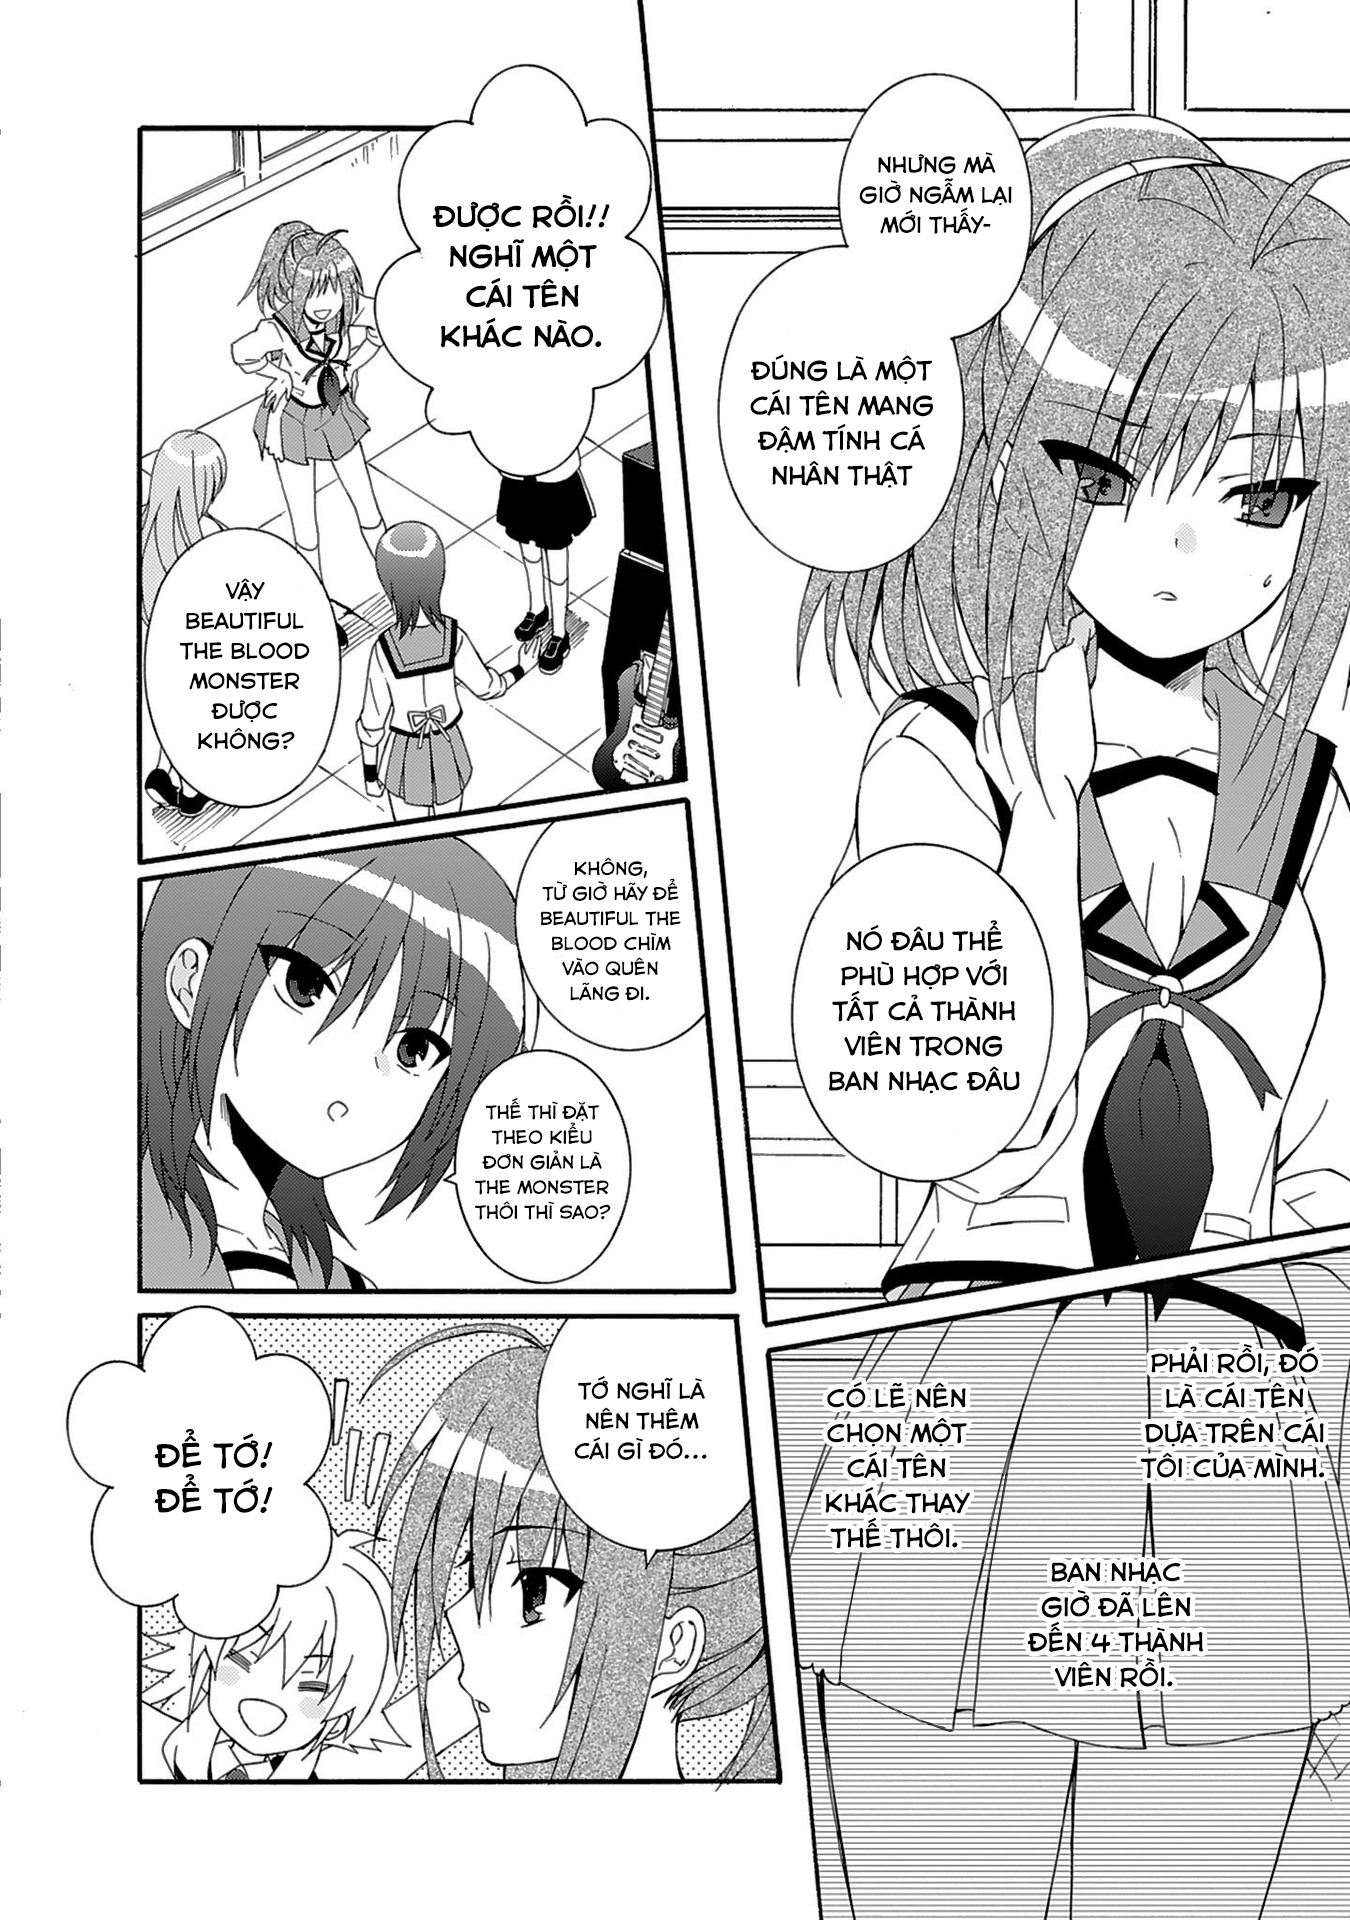 NHƯNG MÀ
GIỜ NGẪM LẠI
MỚI THẤY-
ĐÚNG LÀ MỘT
CÁI TÊN MANG
ĐẬM TÍNH CÁ
NHÂN THẬT
NÓ ĐÂU THỂ
PHÙ HỢP VỚI
TẤT CẢ THÀNH
VIÊN TRONG
BAN NHẠC ĐÂU
PHẢI RỒI, ĐÓ
LÀ CÁI TÊN
DỰA TRÊN CÁI
TÔI CỦA MÌNH.
BAN NHẠC
GIỜ ĐÃ LÊN
ĐẾN 4 THÀNH
VIÊN RỒI.
CÓ LẼ NÊN
CHỌN MỘT
CÁI TÊN
KHÁC THAY
THẾ THÔI.
ĐƯỢC RỒI!!
NGHĨ MỘT
CÁI TÊN
KHÁC NÀO.
VẬY
BEAUTIFUL
THE BLOOD
MONSTER
ĐƯỢC
KHÔNG?
KHÔNG,
TỪ GIỜ HÃY ĐỂ
BEAUTIFUL THE
BLOOD CHÌM
VÀO QUÊN
LÃNG ĐI.
THẾ THÌ ĐẶT
THEO KIỂU
ĐƠN GIẢN LÀ
THE MONSTER
THÔI THÌ SAO?
TỚ NGHĨ LÀ
NÊN THÊM
CÁI GÌ ĐÓ...
ĐỂ TỚ!
ĐỂ TỚ!